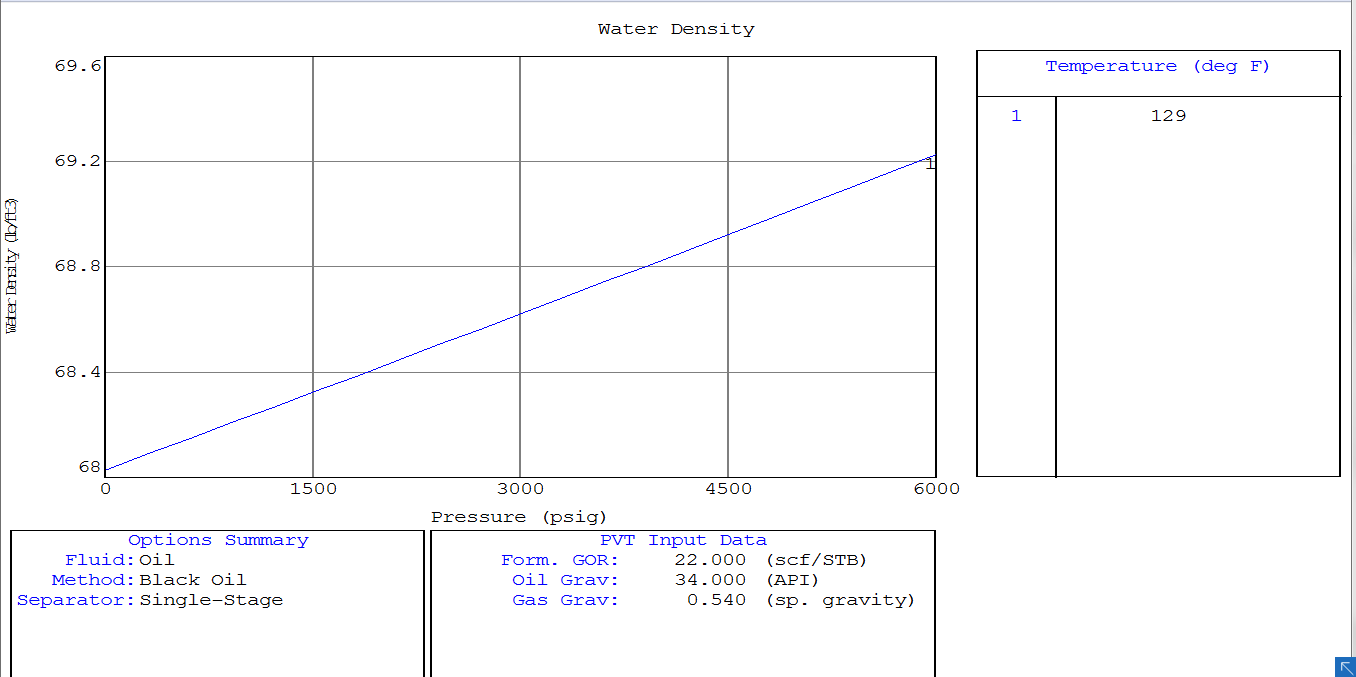 Water Density
69.6
69.2
68.8
68.4
68
Water Density (lb/ft3)
1
0 1500 3000 4500 6000
Pressure (psig)
Temperature (deg F)
1 129
Options Summary
Fluid: Oil
Method: Black Oil
Separator: Single-Stage
PVT Input Data
Form. GOR: 22.000 (scf/STB)
Oil Grav: 34.000 (API)
Gas Grav: 0.540 (sp. gravity)